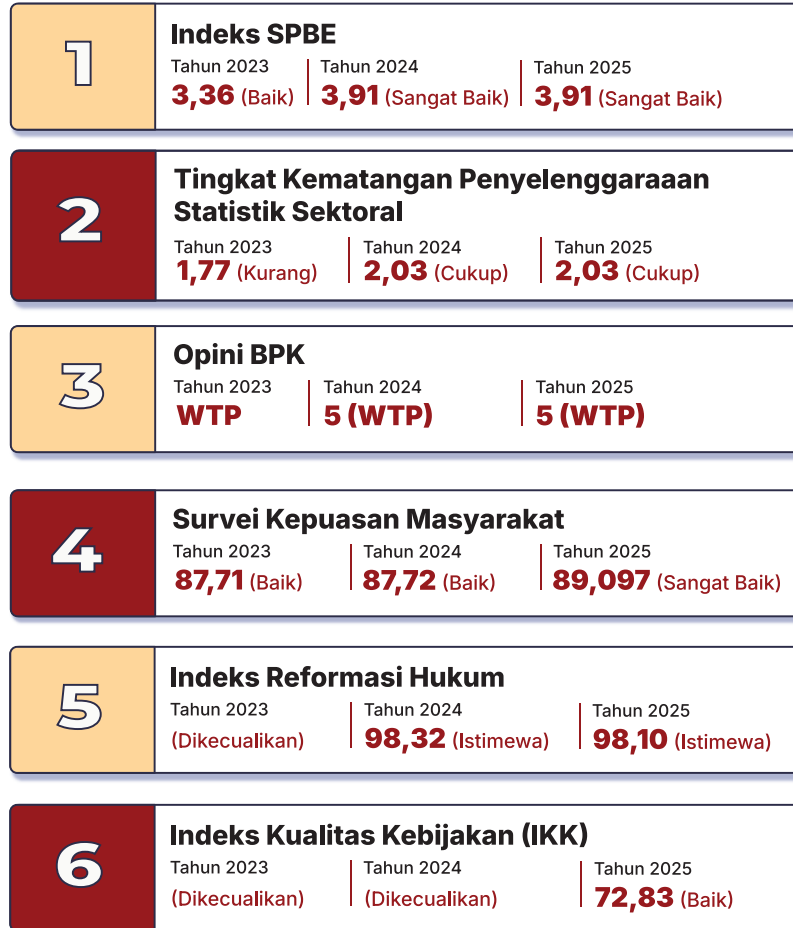 1
Indeks SPBE
Tahun 2023
3,36 (Baik)
Tahun 2024
3,91 (Sangat Baik)
Tahun 2025
3,91 (Sangat Baik)
2
Tingkat Kematangan Penyelenggaraaan
Statistik Sektoral
Tahun 2023
1,77 (Kurang)
Tahun 2024
2,03 (Cukup)
Tahun 2025
2,03 (Cukup)
3
Opini BPK
Tahun 2023
WTP
Tahun 2024
5 (WTP)
Tahun 2025
5 (WTP)
4
Survei Kepuasan Masyarakat
Tahun 2023
87,71 (Baik)
Tahun 2024
87,72 (Baik)
Tahun 2025
89,097 (Sangat Baik)
5
Indeks Reformasi Hukum
Tahun 2023
(Dikecualikan)
Tahun 2024
98,32 (Istimewa)
Tahun 2025
98,10 (Istimewa)
6
Indeks Kualitas Kebijakan (IKK)
Tahun 2023
(Dikecualikan)
Tahun 2024
(Dikecualikan)
Tahun 2025
72,83 (Baik)